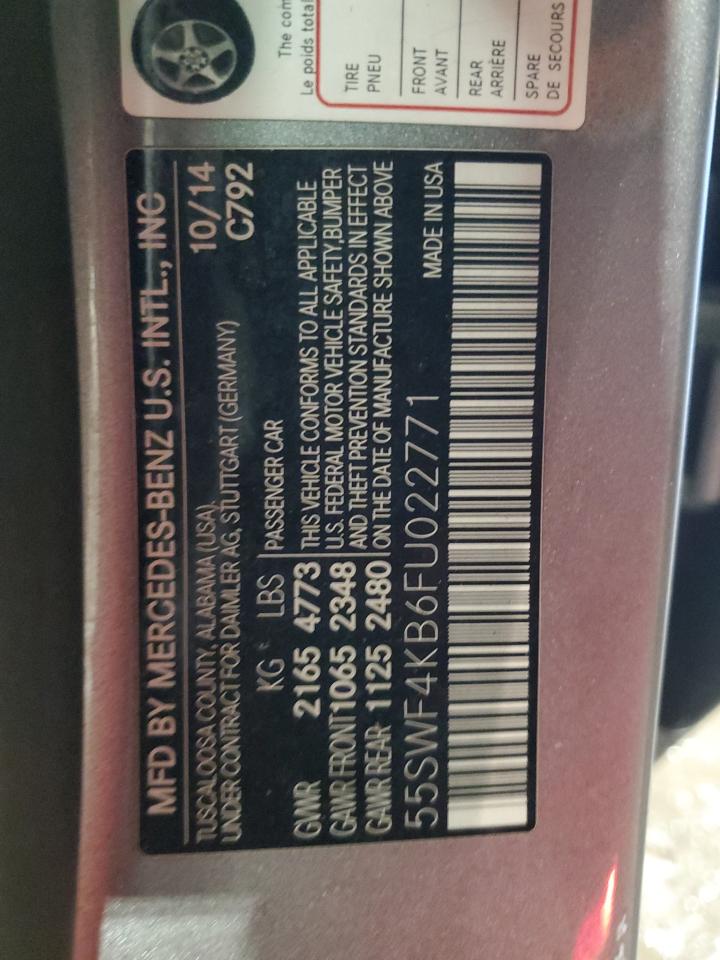 MFD BY MERCEDES-BENZ U.S. INTL., INC
TUSCALOOSA COUNTY, ALABAMA (USA),
10/14
UNDER CONTRACT FOR DAIMLER AG, STUTTGART (GERMANY)
C792
KG LBS
PASSENGER CAR
GVWR 2165 4773
GAWR FRONT 1065 2348
GAWR REAR 1125 2480
THIS VEHICLE CONFORMS TO ALL APPLICABLE
U.S. FEDERAL MOTOR VEHICLE SAFETY,BUMPER
AND THEFT PREVENTION STANDARDS IN EFFECT
ON THE DATE OF MANUFACTURE SHOWN ABOVE
55SWF4KB6FU022771
MADE IN USA
The com
Le poids total
TIRE
PNEU
FRONT
AVANT
REAR
ARRIÈRE
SPARE
DE SECOURS